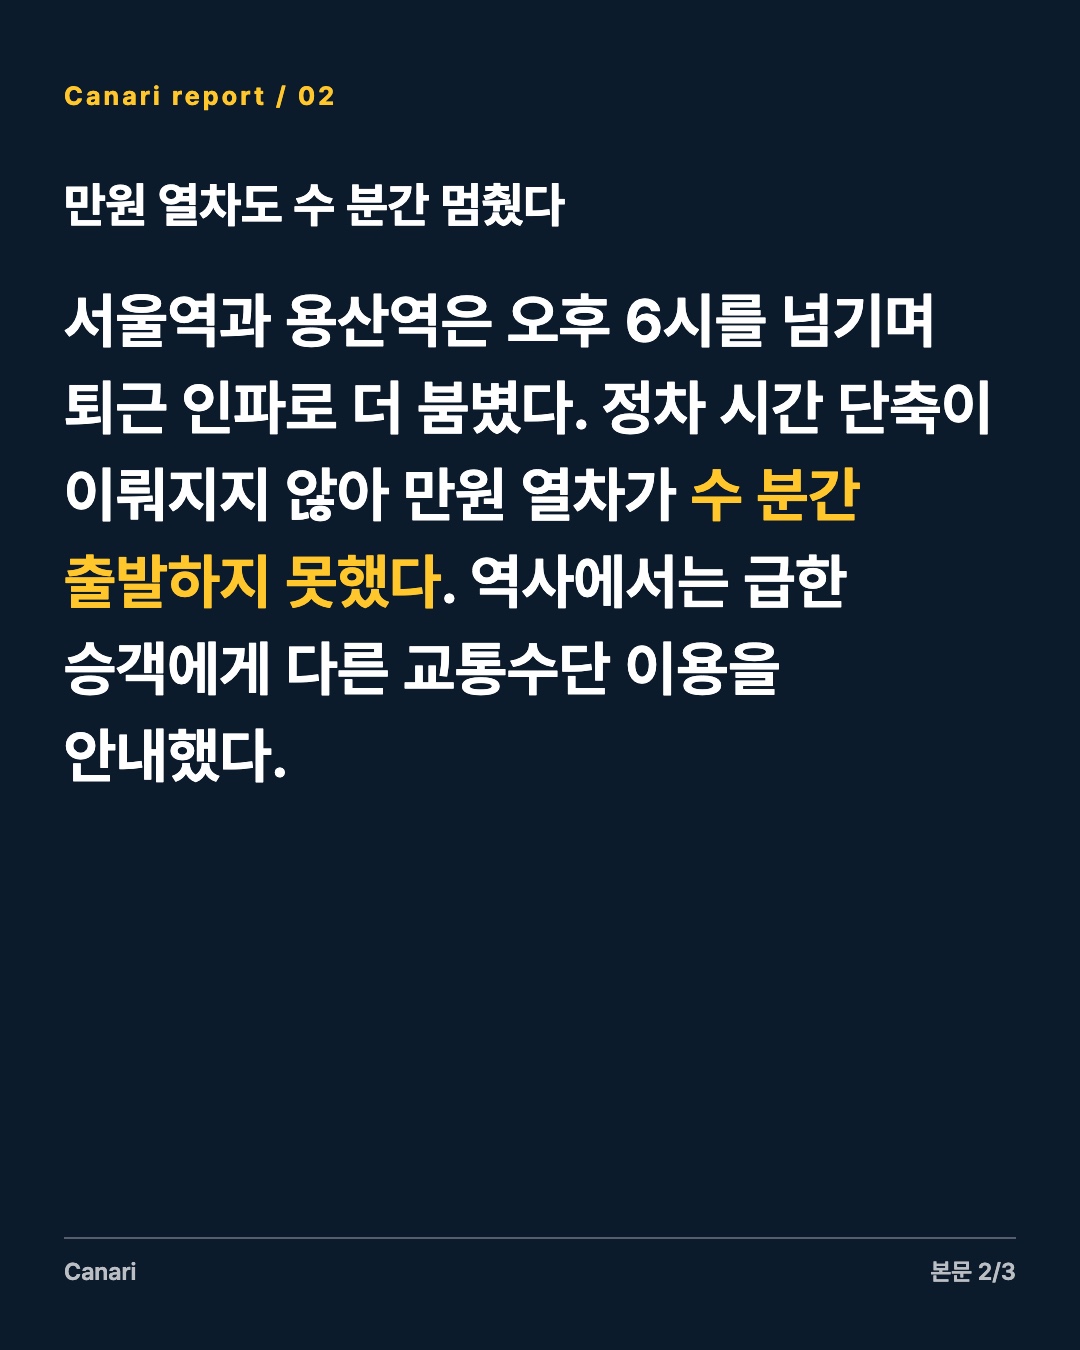 Canari report / 02
만원 열차도 수 분간 멈췄다
서울역과 용산역은 오후 6시를 넘기며
퇴근 인파로 더 붐볐다. 정차 시간 단축이
이뤄지지 않아 만원 열차가 수 분간
출발하지 못했다. 역사에서는 급한
승객에게 다른 교통수단 이용을
안내했다.
Canari
본문 2/3